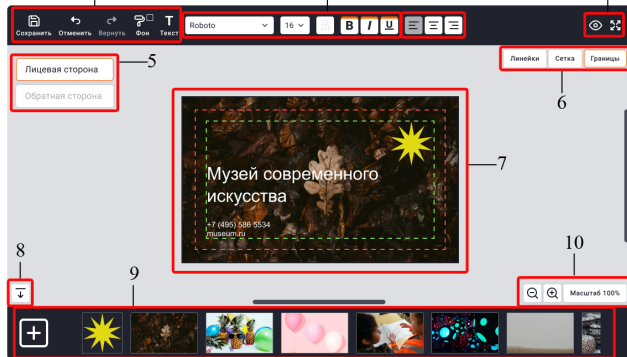 Сохранить Отменить Вернуть Фон Текст
Roboto 16 A B I U
5
Лицевая сторона
Обратная сторона
Линейки Сетка Границы
6
7
Музей современного
искусства
+7 (495) 586 5534
museum.ru
8
9
10
Масштаб 100%